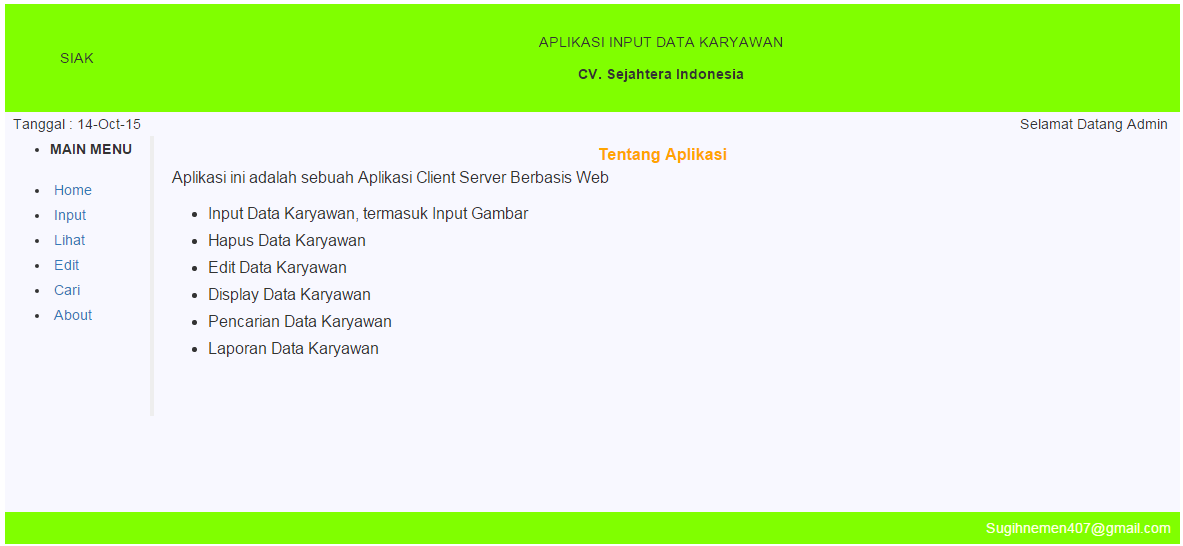 SIAK
APLIKASI INPUT DATA KARYAWAN
CV. Sejahtera Indonesia
Tanggal : 14-Oct-15
Selamat Datang Admin
MAIN MENU
Home
Input
Lihat
Edit
Cari
About
Tentang Aplikasi
Aplikasi ini adalah sebuah Aplikasi Client Server Berbasis Web
Input Data Karyawan, termasuk Input Gambar
Hapus Data Karyawan
Edit Data Karyawan
Display Data Karyawan
Pencarian Data Karyawan
Laporan Data Karyawan
Sugihnemen407@gmail.com